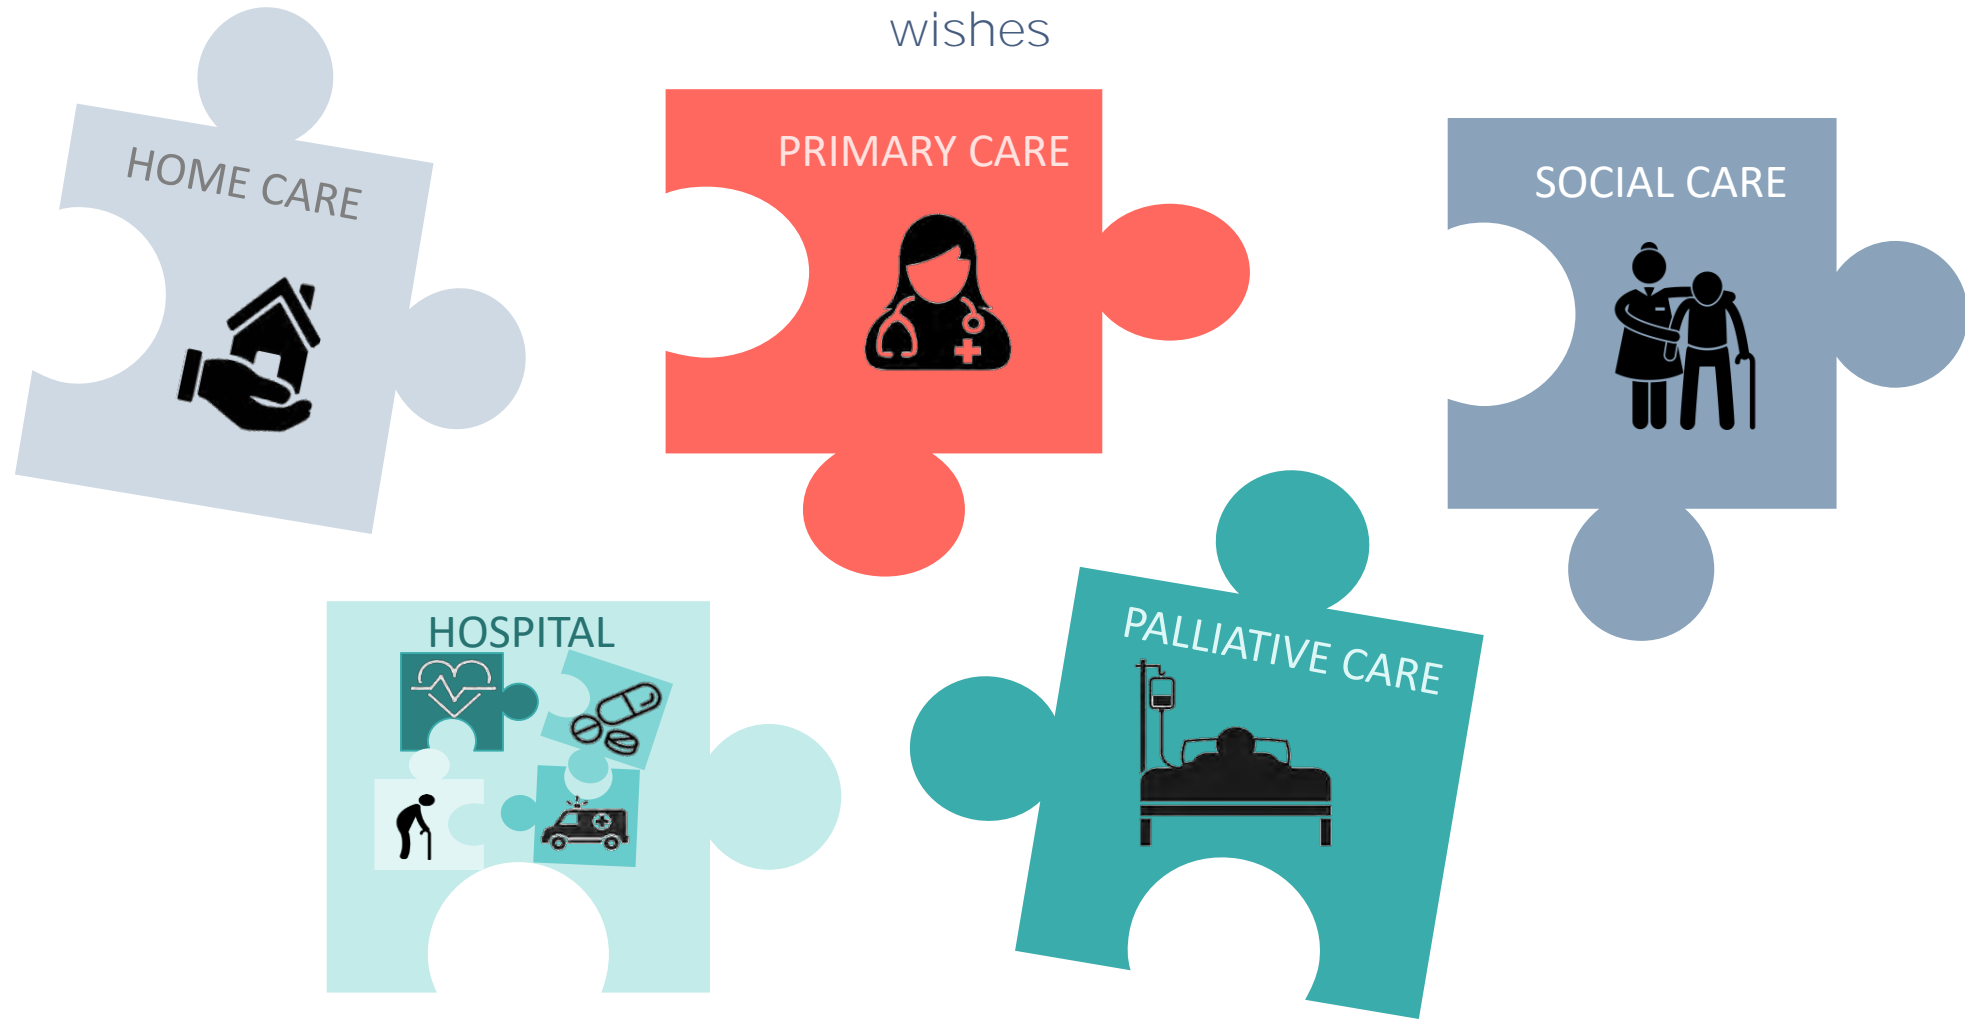 wishes
HOME CARE
PRIMARY CARE
SOCIAL CARE
HOSPITAL
PALLIATIVE CARE